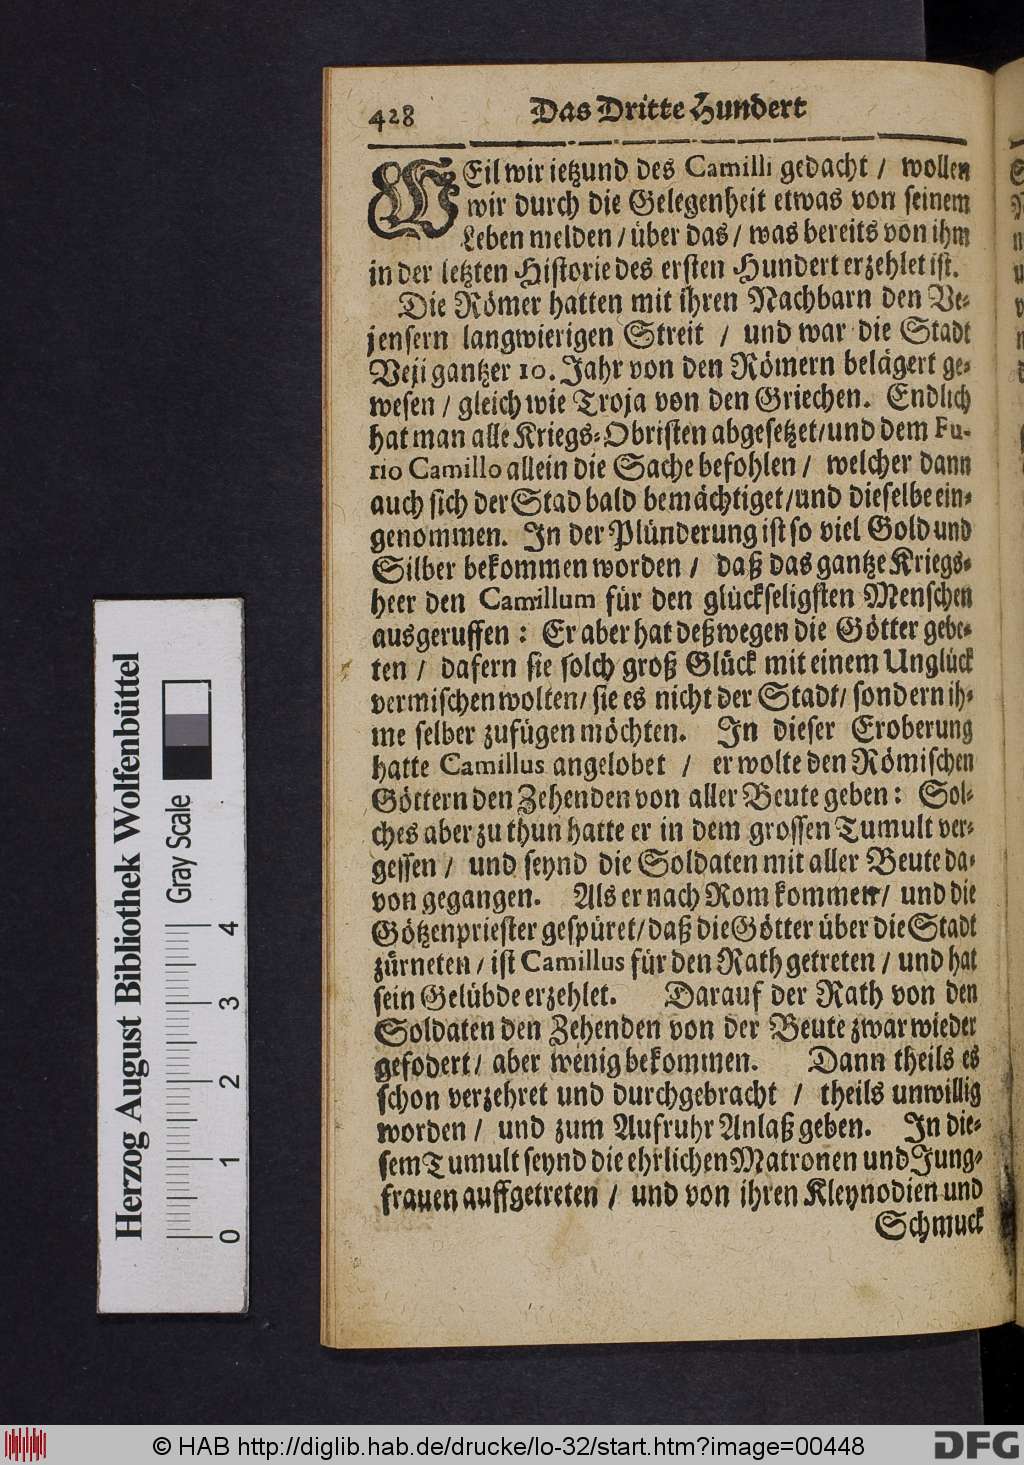 428 Das Dritte Hundert
WEil wir ietzund des Camilli gedacht / wollen
wir durch die Gelegenheit etwas von seinem
Leben melden / über das / was bereits von ihm
in der letzten Historie des ersten Hundert erzehlet ist.
Die Römer hatten mit ihren Nachbarn den Ve-
jensern langwierigen Streit / und war die Stadt
Veji gantzer 10. Jahr von den Römern belägert ge-
wesen / gleich wie Troja von den Griechen. Endlich
hat man alle Kriegs-Obristen abgesetzet/und dem Fu-
rio Camillo allein die Sache befohlen / welcher dann
auch sich der Stad bald bemächtiget/und dieselbe ein-
genommen. In der Plünderung ist so viel Gold und
Silber bekommen worden / daß das gantze Kriegs-
heer den Camillum für den glückseligsten Menschen
ausgeruffen : Er aber hat deßwegen die Götter gebe-
ten / dafern sie solch groß Glück mit einem Unglück
vermischen wolten/ sie es nicht der Stadt/ sondern ih-
me selber zufügen möchten. In dieser Eroberung
hatte Camillus angelobet / er wolte den Römischen
Göttern den Zehenden von aller Beute geben : Sol-
ches aber zu thun hatte er in dem grossen Tumult ver-
gessen / und seynd die Soldaten mit aller Beute da-
von gegangen. Als er nach Rom kommen/ und die
Götzenpriester gespüret/daß die Götter über die Stadt
zürneten / ist Camillus für den Rath getreten / und hat
sein Gelübde erzehlet. Darauf der Rath von den
Soldaten den Zehenden von der Beute zwar wieder
gefodert/ aber wenig bekommen. Dann theils es
schon verzehret und durchgebracht / theils unwillig
worden / und zum Aufruhr Anlaß geben. In die-
sem Tumult seynd die ehrlichen Matronen und Jung-
frauen auffgetreten / und von ihren Kleynodien und
Schmuck
Herzog August Bibliothek Wolfenbüttel
Gray Scale
0 1 2 3 4
© HAB http://diglib.hab.de/drucke/lo-32/start.htm?image=00448
DFG